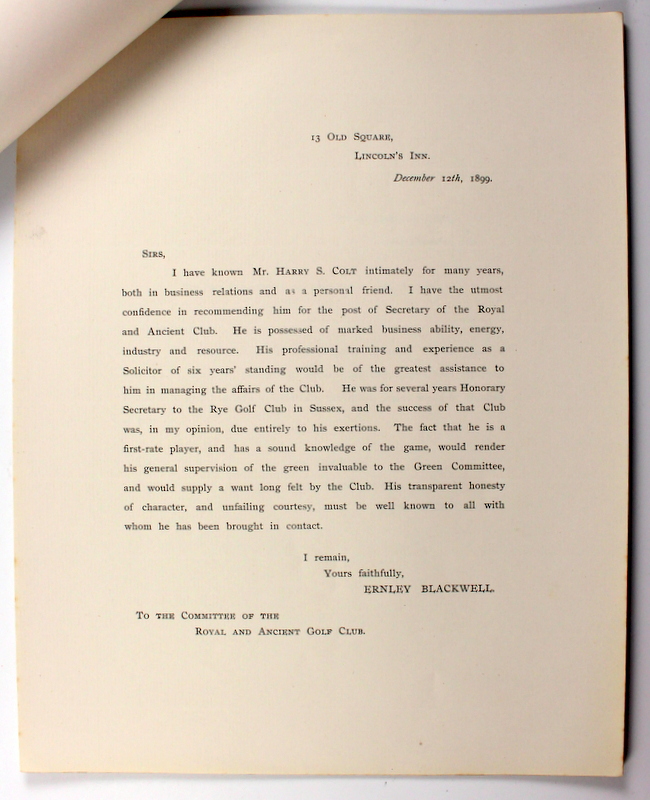 13 Old Square,
Lincoln's Inn.
December 12th, 1899.
Sirs,
I have known Mr. Harry S. Colt intimately for many years,
both in business relations and as a personal friend. I have the utmost
confidence in recommending him for the post of Secretary of the Royal
and Ancient Club. He is possessed of marked business ability, energy,
industry and resource. His professional training and experience as a
Solicitor of six years' standing would be of the greatest assistance to
him in managing the affairs of the Club. He was for several years Honorary
Secretary to the Rye Golf Club in Sussex, and the success of that Club
was, in my opinion, due entirely to his exertions. The fact that he is a
first-rate player, and has a sound knowledge of the game, would render
his general supervision of the green invaluable to the Green Committee,
and would supply a want long felt by the Club. His transparent honesty
of character, and unfailing courtesy, must be well known to all with
whom he has been brought in contact.
I remain,
Yours faithfully,
ERNLEY BLACKWELL.
To the Committee of the
Royal and Ancient Golf Club.